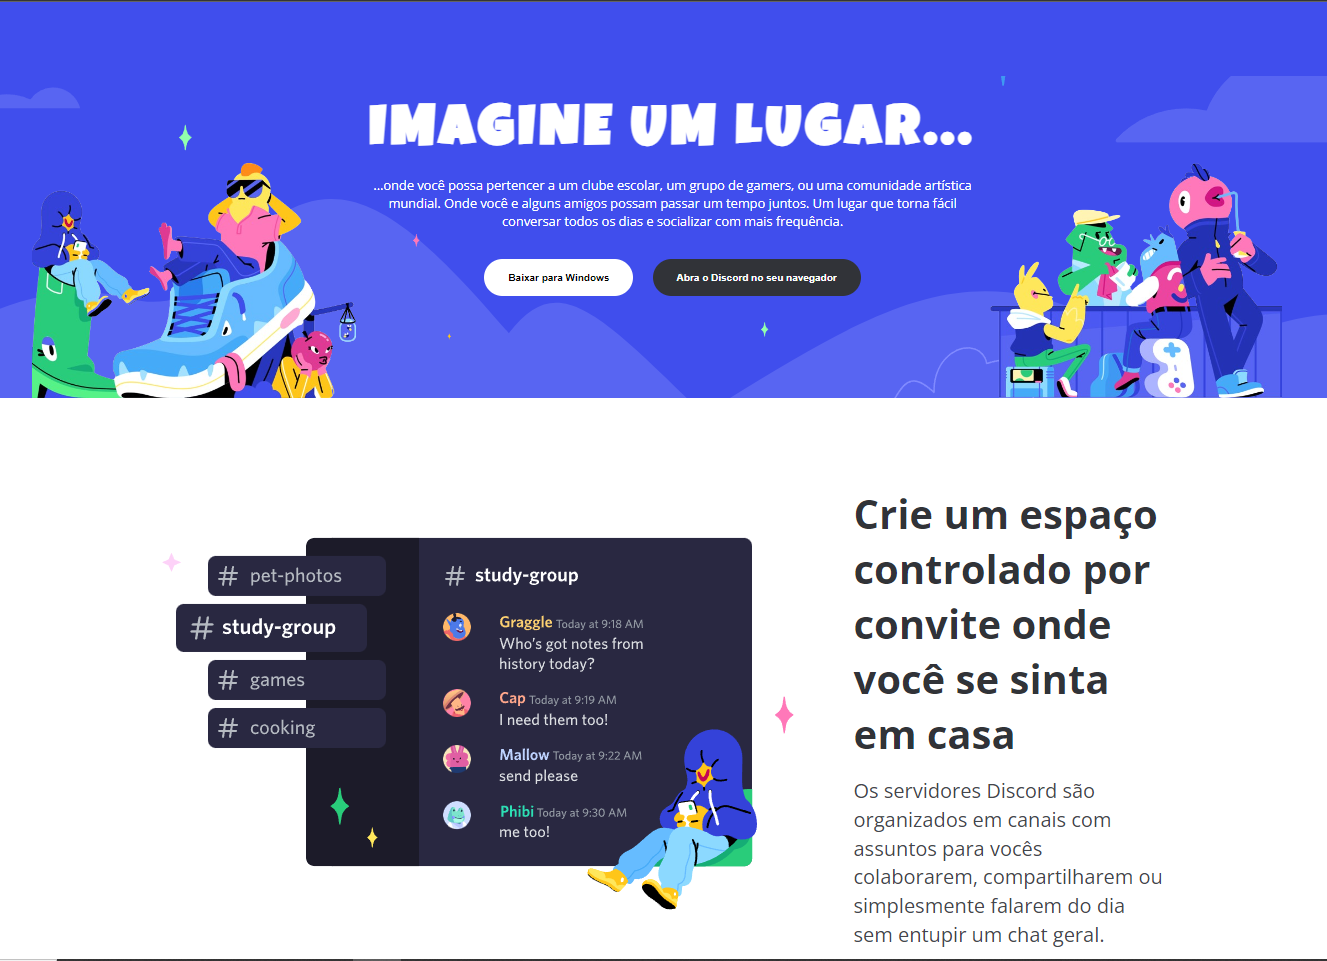 IMAGINE UM LUGAR...
...onde você possa pertencer a um clube escolar, um grupo de gamers, ou uma comunidade artística
mundial. Onde você e alguns amigos possam passar um tempo juntos. Um lugar que torna fácil
conversar todos os dias e socializar com mais frequência.
Baixar para Windows
Abra o Discord no seu navegador
# pet-photos
# study-group
# games
# cooking
# study-group
Graggle Today at 9:18 AM
Who's got notes from
history today?
Cap Today at 9:19 AM
I need them too!
Mallow Today at 9:22 AM
send please
Phibi Today at 9:30 AM
me too!
Crie um espaço
controlado por
convite onde
você se sinta
em casa
Os servidores Discord são
organizados em canais com
assuntos para vocês
colaborarem, compartilharem ou
simplesmente falarem do dia
sem entupir um chat geral.